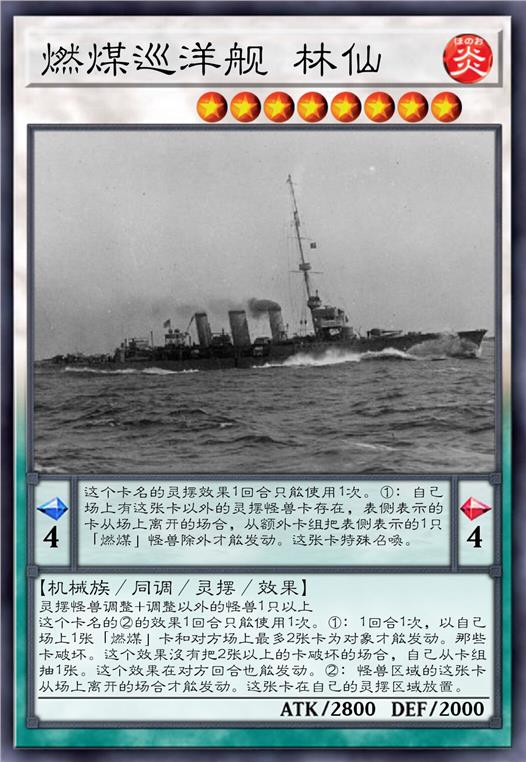 燃煤巡洋舰 林仙
ほのお
炎
这个卡名的灵摆效果1回合只能使用1次。①：自己
场上有这张卡以外的灵摆怪兽卡存在，表侧表示的
卡从场上离开的场合，从额外卡组把表侧表示的1只
「燃煤」怪兽除外才能发动。这张卡特殊召唤。
4
4
【机械族／同调／灵摆／效果】
灵摆怪兽调整+调整以外的怪兽1只以上
这个卡名的②的效果1回合只能使用1次。①：1回合1次，以自己
场上1张「燃煤」卡和对方场上最多2张卡为对象才能发动。那些
卡破坏。这个效果沒有把2张以上的卡破坏的场合，自己从卡组
抽1张。这个效果在对方回合也能发动。②：怪兽区域的这张卡
从场上离开的场合才能发动。这张卡在自己的灵摆区域放置。
ATK/2800 DEF/2000